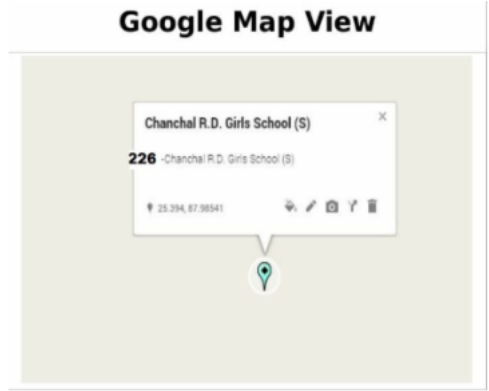 Google Map View
Chanchal R.D. Girls School (S)
226 -Chanchal R.D. Girls School (S)
25.394, 87.98541